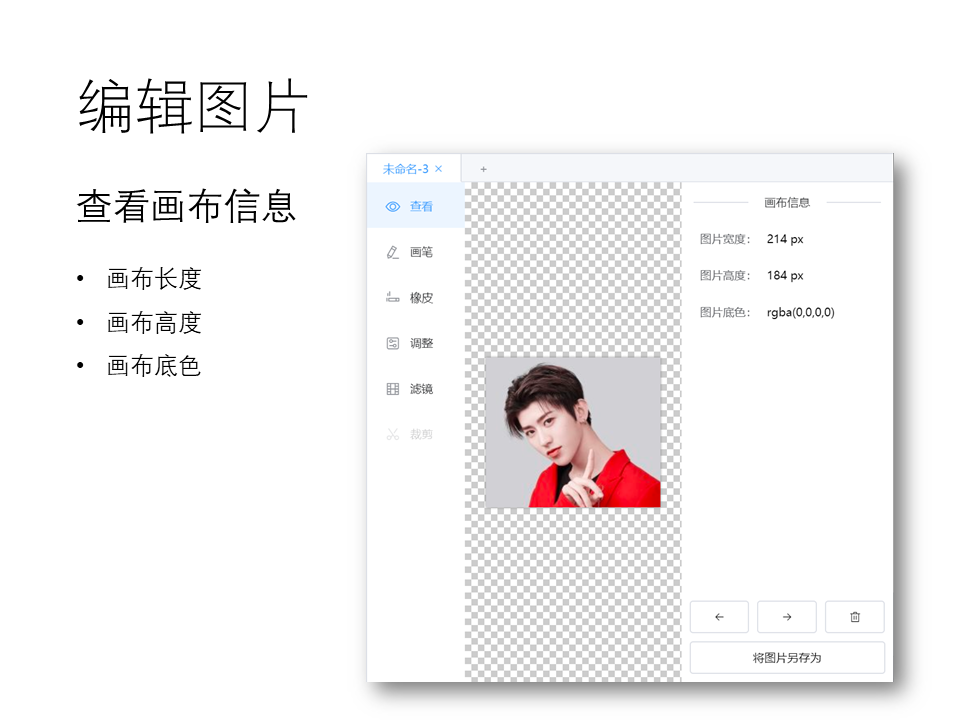 编辑图片
查看画布信息
• 画布长度
• 画布高度
• 画布底色
未命名-3 × +
查看
画笔
橡皮
调整
滤镜
裁剪
画布信息
图片宽度： 214 px
图片高度： 184 px
图片底色： rgba(0,0,0,0)
← →
将图片另存为